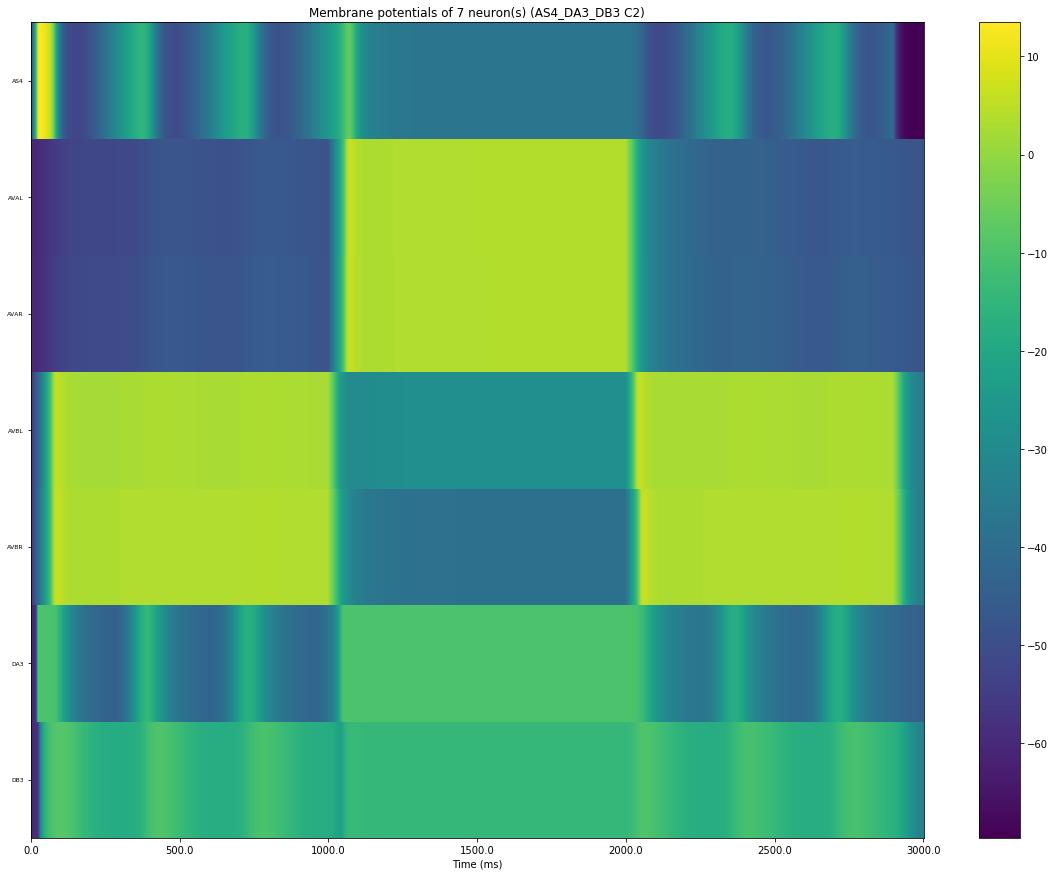 Membrane potentials of 7 neuron(s) (AS4_DA3_DB3 C2)
AS4
AVAL
AVAR
AVBL
AVBR
DA3
DB3
0.0 500.0 1000.0 1500.0 2000.0 2500.0 3000.0
Time (ms)
10
0
−10
−20
−30
−40
−50
−60